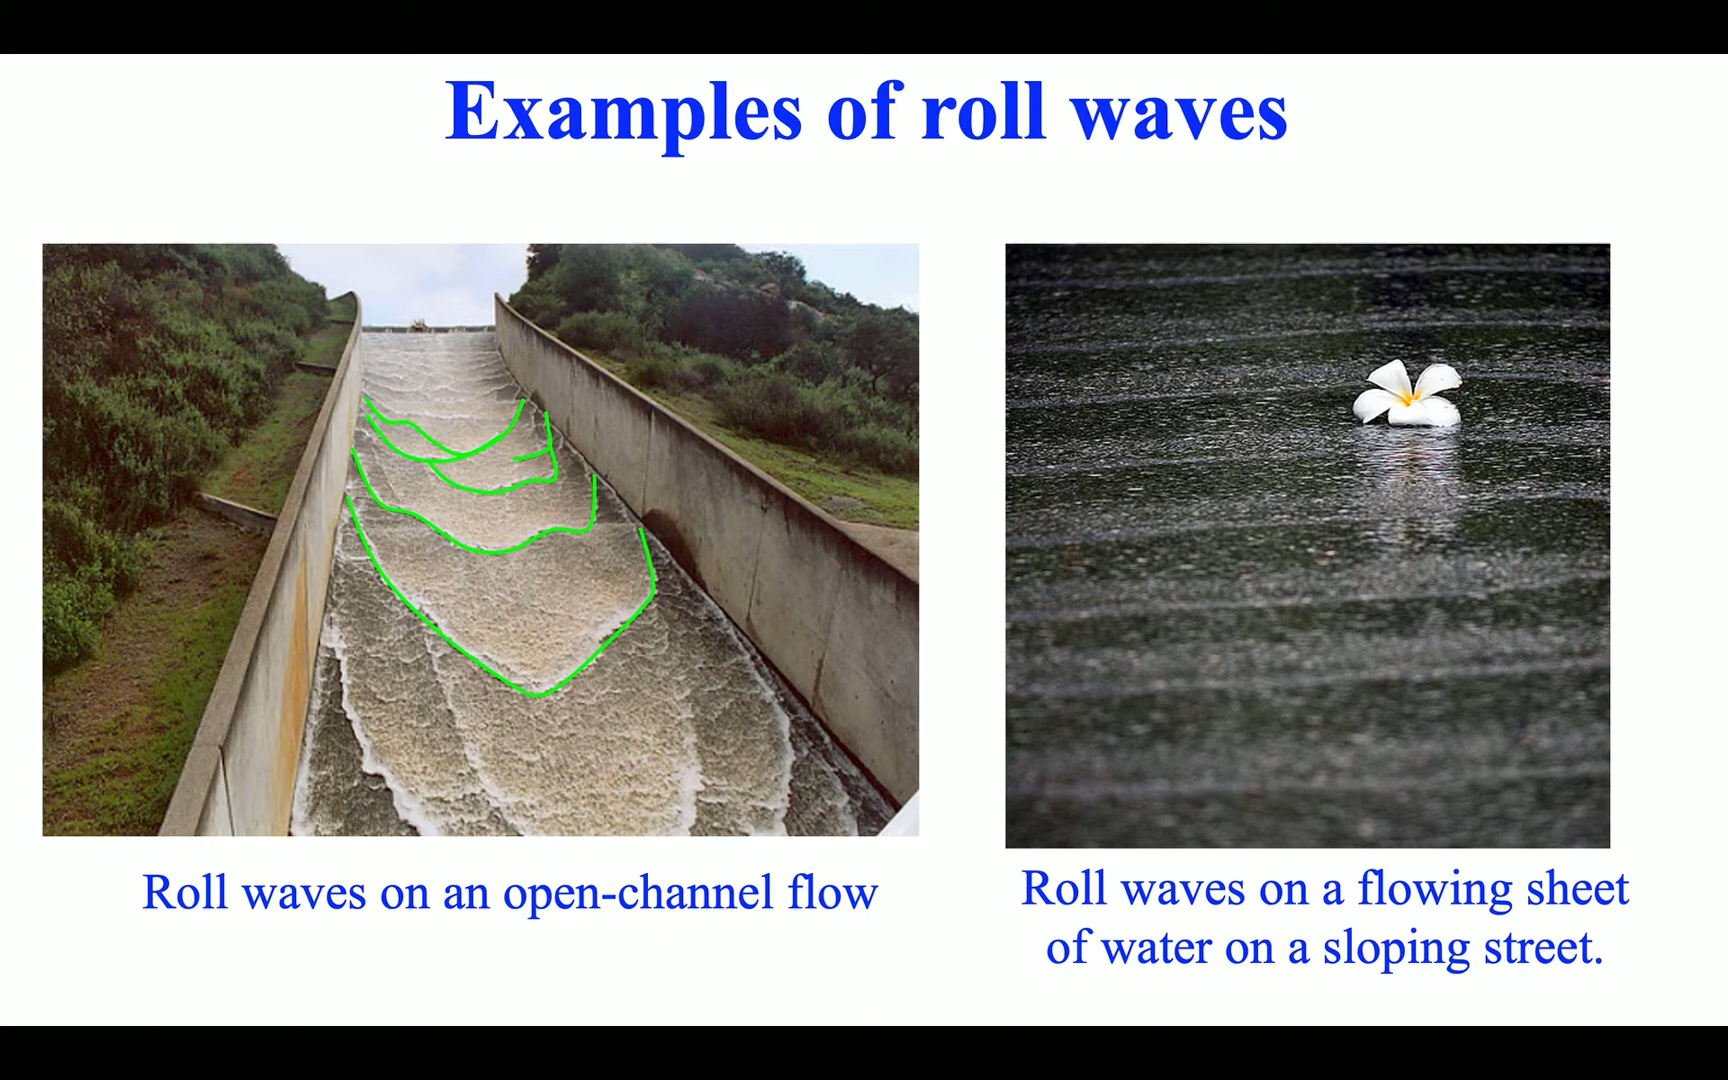 Examples of roll waves
Roll waves on an open-channel flow
Roll waves on a flowing sheet
of water on a sloping street.